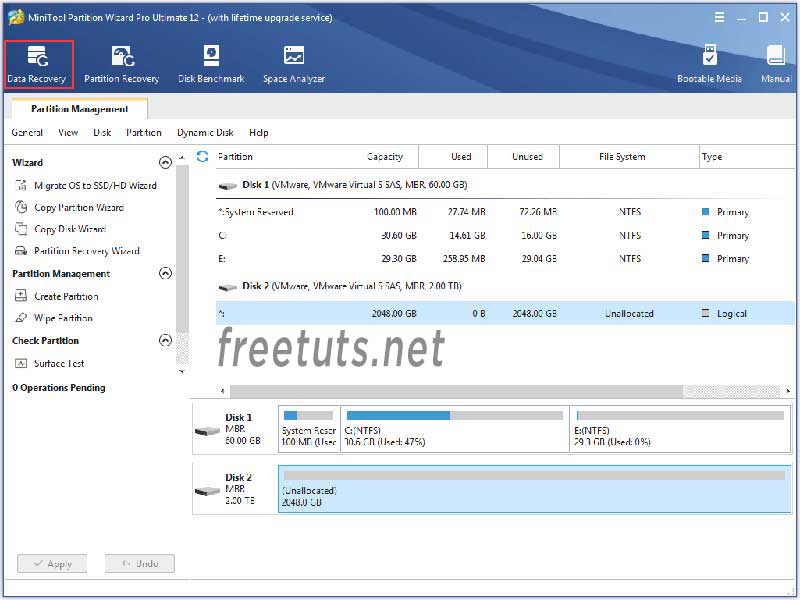 MiniTool Partition Wizard Pro Ultimate 12 - (with lifetime upgrade service)
Data Recovery
Partition Recovery
Disk Benchmark
Space Analyzer
Bootable Media
Manual
Partition Management
General View Disk Partition Dynamic Disk Help
Wizard
Migrate OS to SSD/HD Wizard
Copy Partition Wizard
Copy Disk Wizard
Partition Recovery Wizard
Partition Management
Create Partition
Wipe Partition
Check Partition
Surface Test
0 Operations Pending
Partition Capacity Used Unused File System Type
Disk 1 (VMware, VMware Virtual S SAS, MBR, 60.00 GB)
*:System Reserved 100.00 MB 27.74 MB 72.26 MB NTFS Primary
C: 30.60 GB 14.61 GB 16.00 GB NTFS Primary
E: 29.30 GB 258.95 MB 29.04 GB NTFS Primary
Disk 2 (VMware, VMware Virtual S SAS, MBR, 2.00 TB)
*: 2048.00 GB 0 B 2048.00 GB Unallocated Logical
freetuts.net
Disk 1
MBR
60.00 GB
System Reser
100 MB (Usec
C:(NTFS)
30.6 GB (Used: 47%)
E:(NTFS)
29.3 GB (Used: 0%)
Disk 2
MBR
2.00 TB
(Unallocated)
2048.0 GB
Apply
Undo